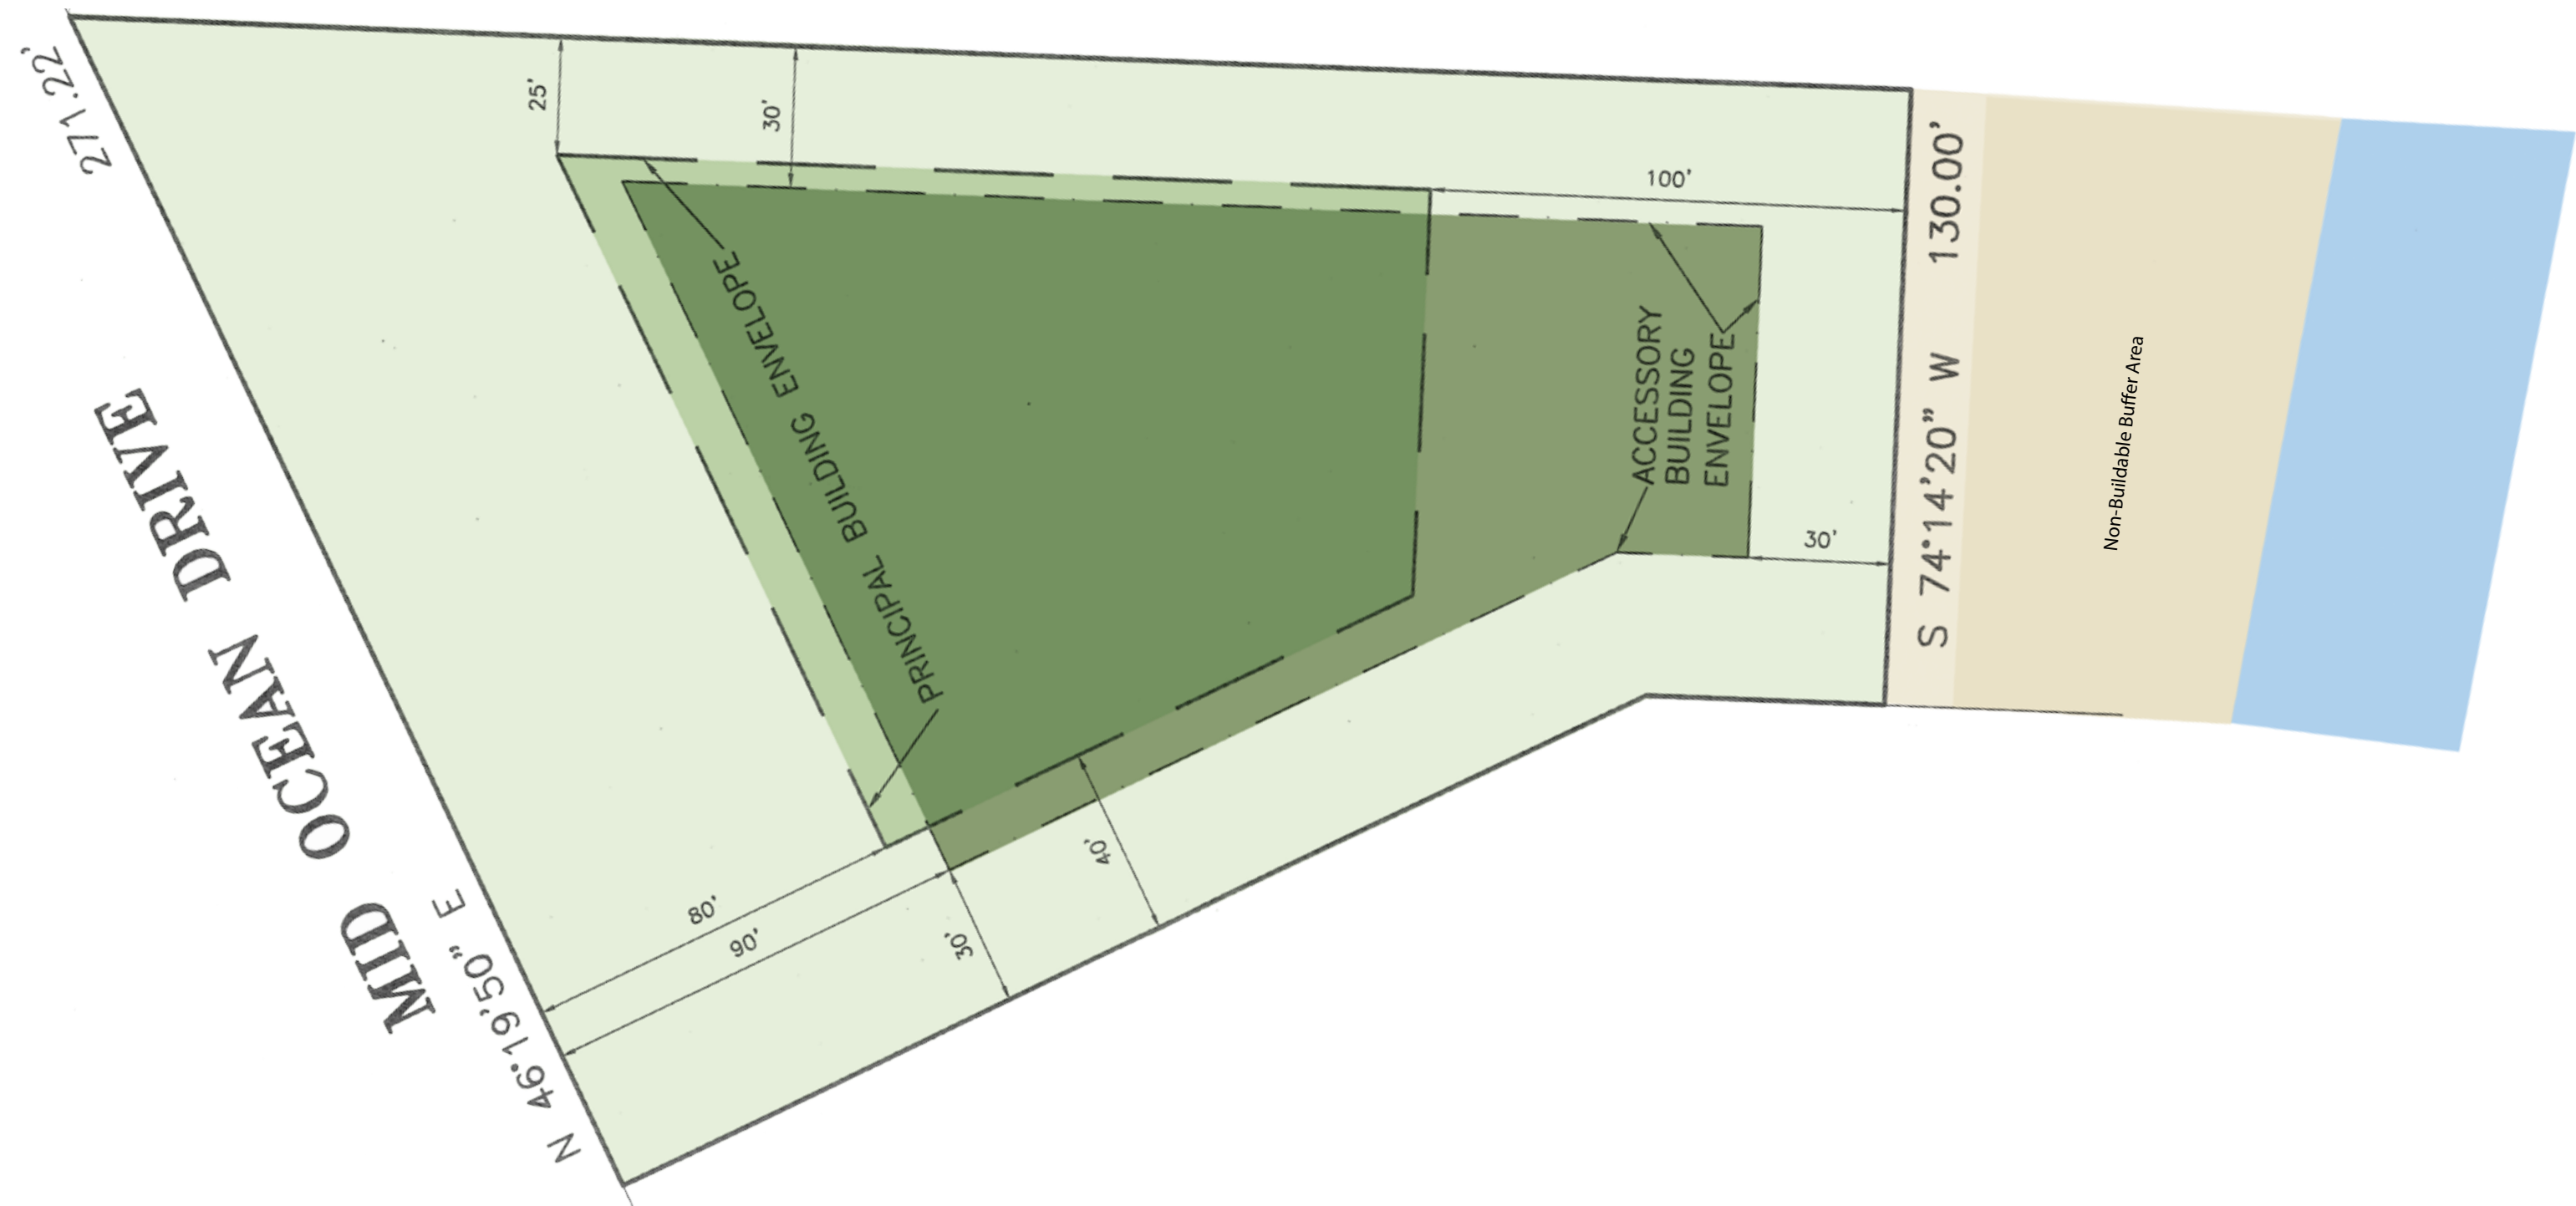 271.22'
25'
30'
100'
130.00'
S 74°14'20" W
PRINCIPAL BUILDING ENVELOPE
ACCESSORY
BUILDING
ENVELOPE
Non-Buildable Buffer Area
30'
MID OCEAN DRIVE
N 46°19'50" E
80'
90'
30'
40'